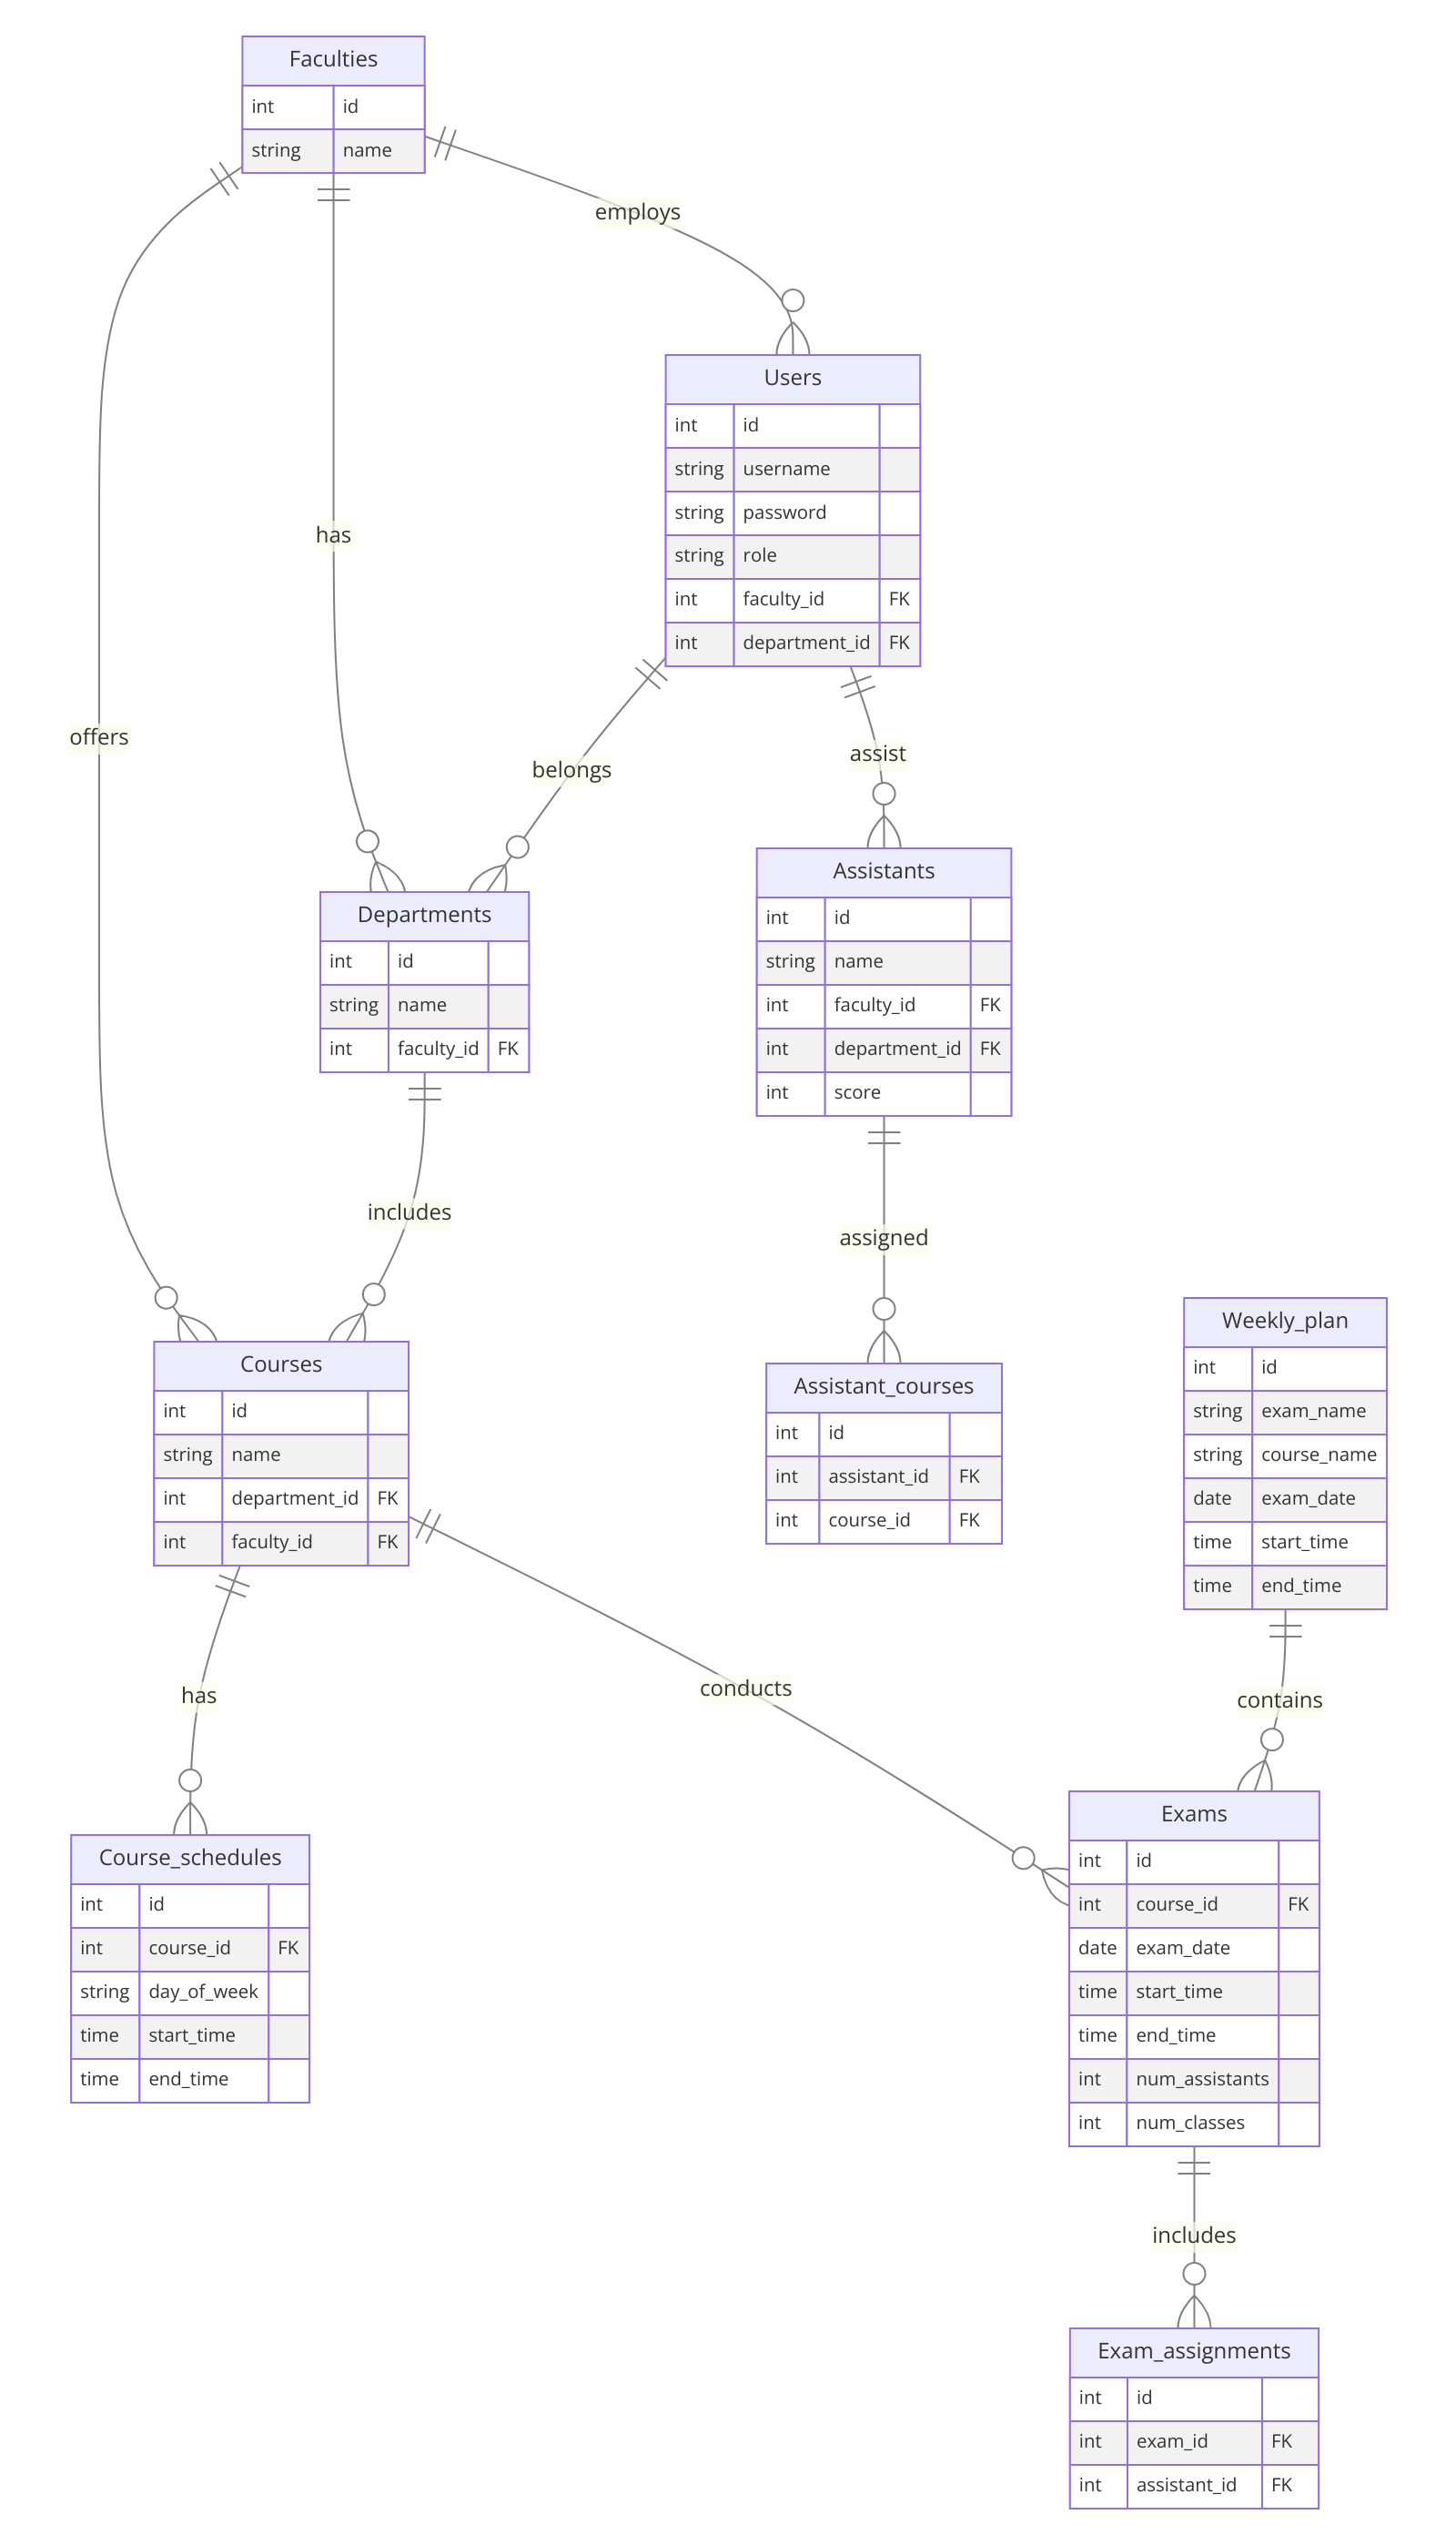 Faculties
int id
string name
employs
Users
int id
string username
string password
string role
int faculty_id FK
int department_id FK
has
offers
belongs
assist
Departments
int id
string name
int faculty_id FK
Assistants
int id
string name
int faculty_id FK
int department_id FK
int score
includes
assigned
Courses
int id
string name
int department_id FK
int faculty_id FK
Assistant_courses
int id
int assistant_id FK
int course_id FK
Weekly_plan
int id
string exam_name
string course_name
date exam_date
time start_time
time end_time
has
conducts
contains
Course_schedules
int id
int course_id FK
string day_of_week
time start_time
time end_time
Exams
int id
int course_id FK
date exam_date
time start_time
time end_time
int num_assistants
int num_classes
includes
Exam_assignments
int id
int exam_id FK
int assistant_id FK